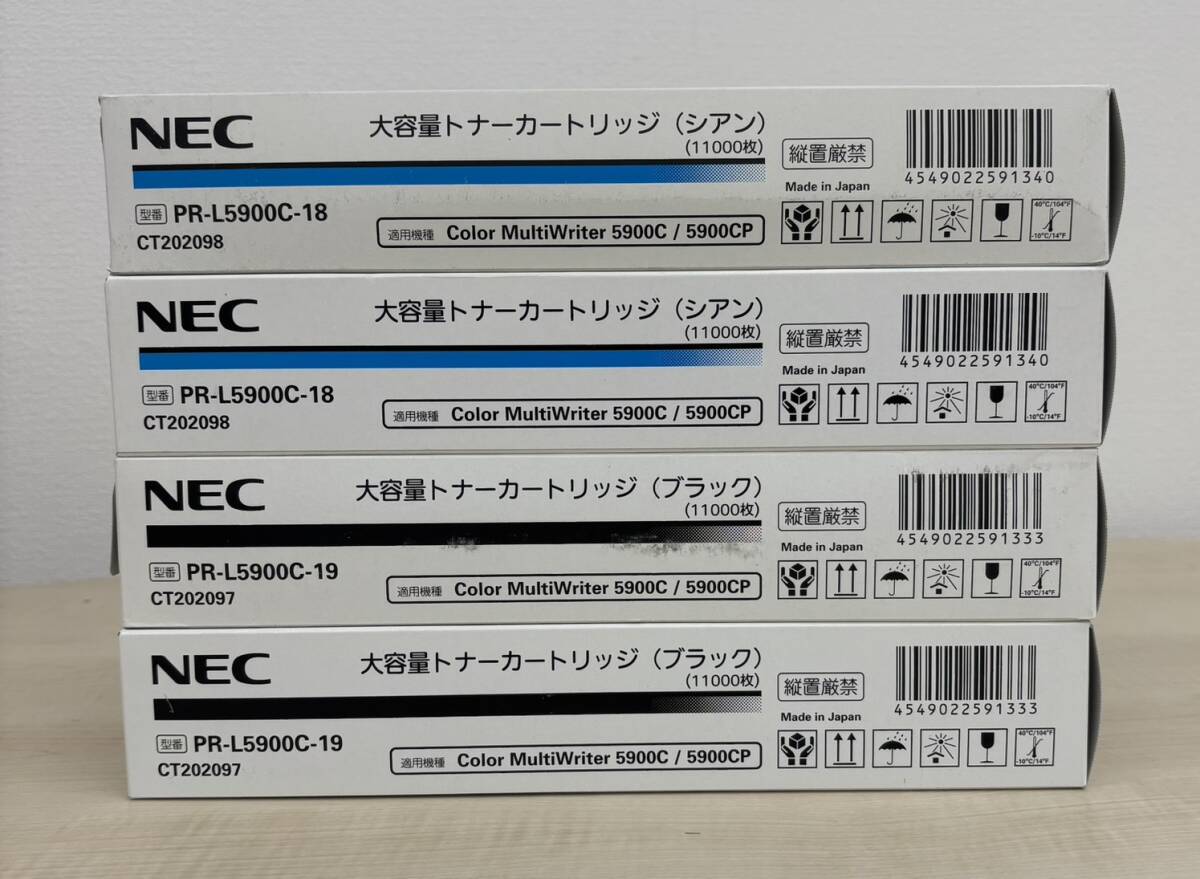 NEC
大容量トナーカートリッジ（シアン）
(11000枚)
縦置厳禁
Made in Japan
4549022591340
型番 PR-L5900C-18
CT202098
適用機種 Color MultiWriter 5900C / 5900CP
40°C/104°F
-10°C/14°F
NEC
大容量トナーカートリッジ（シアン）
(11000枚)
縦置厳禁
Made in Japan
4549022591340
型番 PR-L5900C-18
CT202098
適用機種 Color MultiWriter 5900C / 5900CP
40°C/104°F
-10°C/14°F
NEC
大容量トナーカートリッジ（ブラック）
(11000枚)
縦置厳禁
Made in Japan
4549022591333
型番 PR-L5900C-19
CT202097
適用機種 Color MultiWriter 5900C / 5900CP
40°C/104°F
-10°C/14°F
NEC
大容量トナーカートリッジ（ブラック）
(11000枚)
縦置厳禁
Made in Japan
4549022591333
型番 PR-L5900C-19
CT202097
適用機種 Color MultiWriter 5900C / 5900CP
40°C/104°F
-10°C/14°F